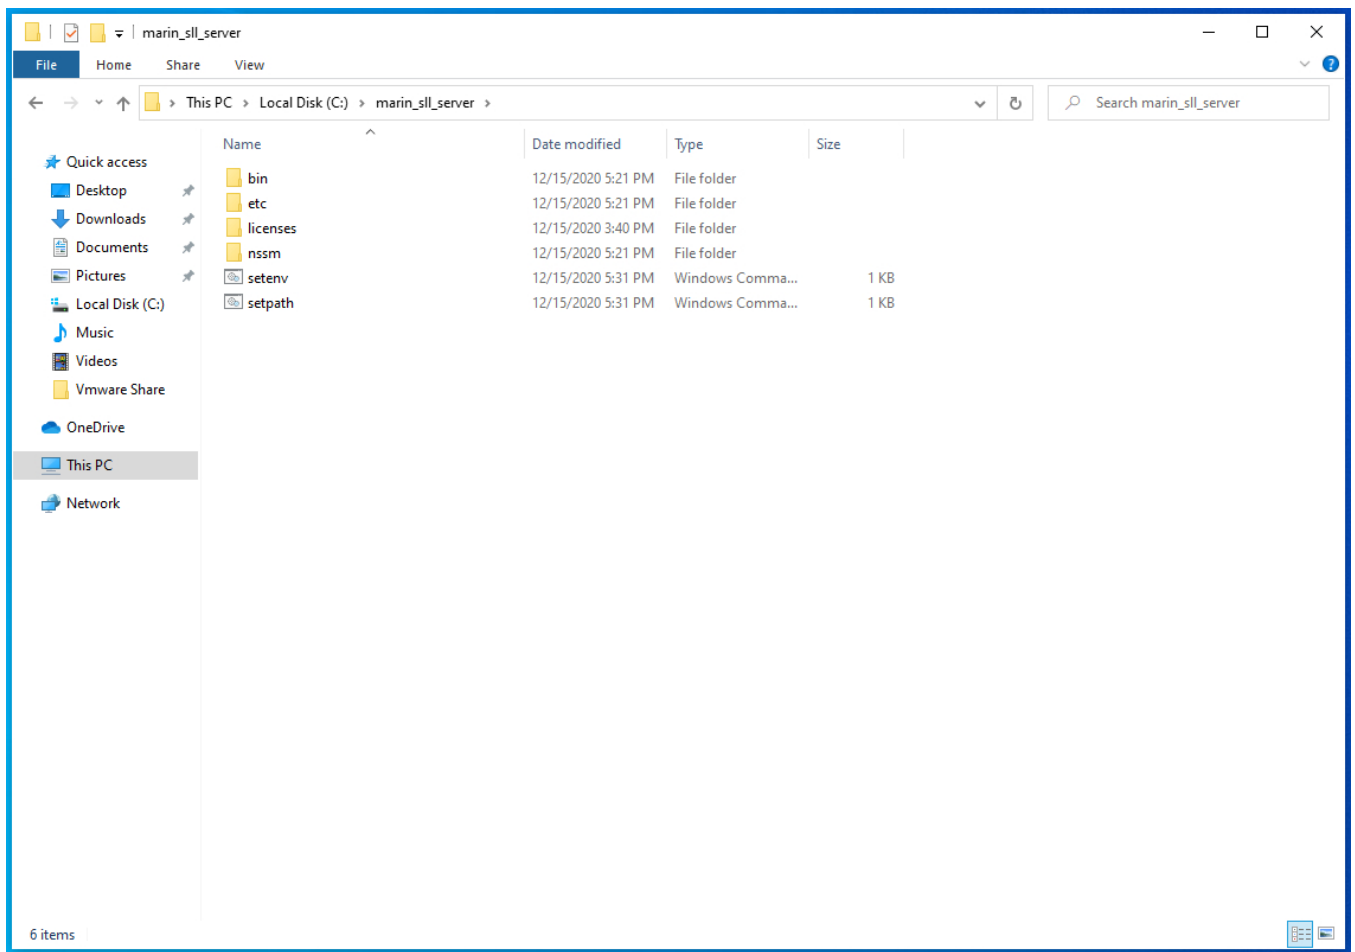 marin_sll_server
File Home Share View
This PC Local Disk (C:) marin_sll_server
Search marin_sll_server
Name Date modified Type Size
Quick access
Desktop
Downloads
Documents
Pictures
Local Disk (C:)
Music
Videos
Vmware Share
OneDrive
This PC
Network
bin 12/15/2020 5:21 PM File folder
etc 12/15/2020 5:21 PM File folder
licenses 12/15/2020 3:40 PM File folder
nssm 12/15/2020 5:21 PM File folder
setenv 12/15/2020 5:31 PM Windows Comma... 1 KB
setpath 12/15/2020 5:31 PM Windows Comma... 1 KB
6 items